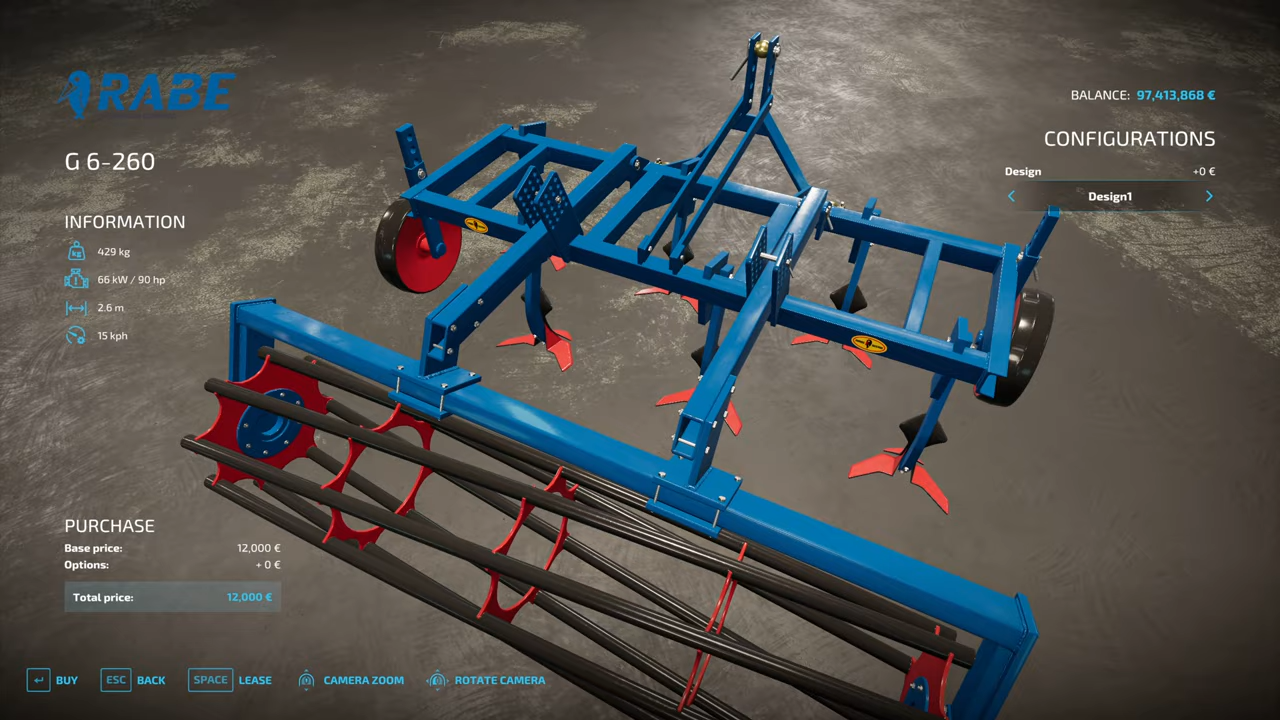 RABE
G 6-260
INFORMATION
429 kg
66 kW / 90 hp
2.6 m
15 kph
PURCHASE
Base price: 12,000 €
Options: + 0 €
Total price: 12,000 €
BALANCE: 97,413,868 €
CONFIGURATIONS
Design +0 €
Design1
BUY
ESC BACK
SPACE LEASE
CAMERA ZOOM
ROTATE CAMERA